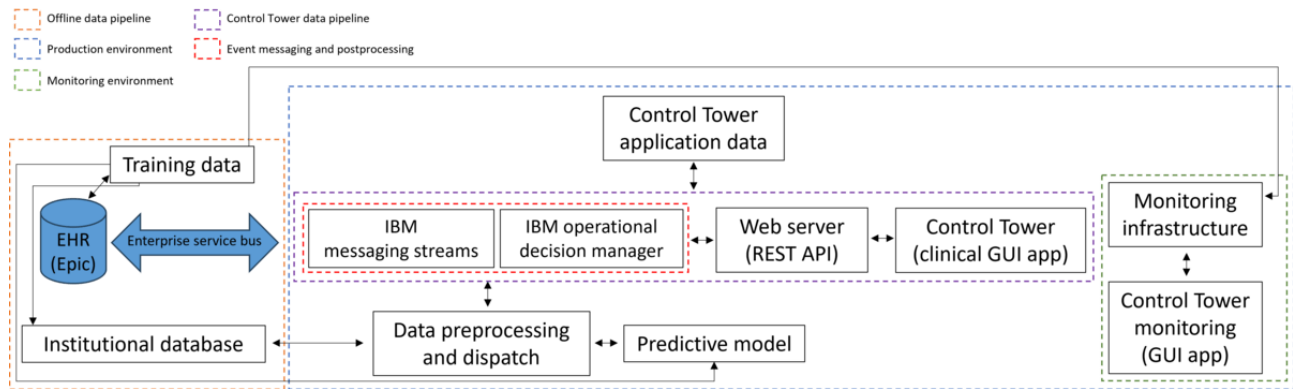 Offline data pipeline
Control Tower data pipeline
Production environment
Event messaging and postprocessing
Monitoring environment
Control Tower
application data
Training data
EHR
(Epic)
Enterprise service bus
IBM
messaging streams
IBM operational
decision manager
Web server
(REST API)
Control Tower
(clinical GUI app)
Monitoring
infrastructure
Institutional database
Data preprocessing
and dispatch
Predictive model
Control Tower
monitoring
(GUI app)